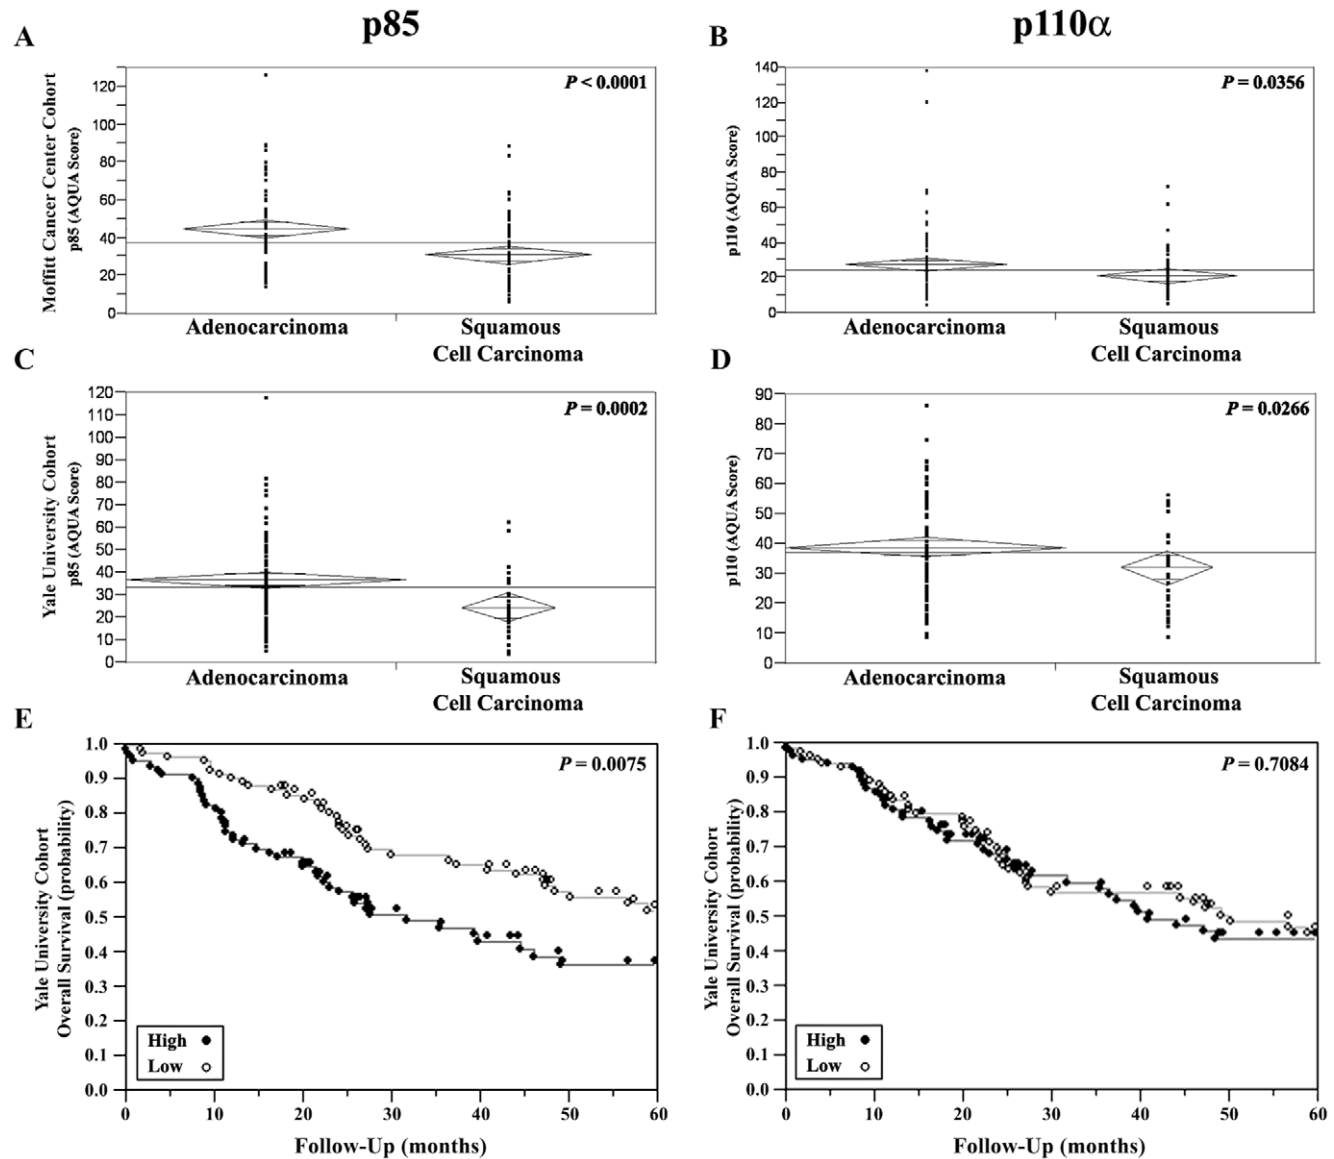 p85
p110α
A
Moffitt Cancer Center Cohort
p85 (AQUA Score)
P < 0.0001
120
100
80
60
40
20
0
Adenocarcinoma
Squamous
Cell Carcinoma
B
p110 (AQUA Score)
P = 0.0356
140
120
100
80
60
40
20
0
Adenocarcinoma
Squamous
Cell Carcinoma
C
Yale University Cohort
p85 (AQUA Score)
P = 0.0002
120
110
100
90
80
70
60
50
40
30
20
10
0
Adenocarcinoma
Squamous
Cell Carcinoma
D
p110 (AQUA Score)
P = 0.0266
90
80
70
60
50
40
30
20
10
0
Adenocarcinoma
Squamous
Cell Carcinoma
E
Yale University Cohort
Overall Survival (probability)
P = 0.0075
1.0
0.9
0.8
0.7
0.6
0.5
0.4
0.3
0.2
0.1
0.0
High
Low
0 10 20 30 40 50 60
Follow-Up (months)
F
Yale University Cohort
Overall Survival (probability)
P = 0.7084
1.0
0.9
0.8
0.7
0.6
0.5
0.4
0.3
0.2
0.1
0.0
High
Low
0 10 20 30 40 50 60
Follow-Up (months)